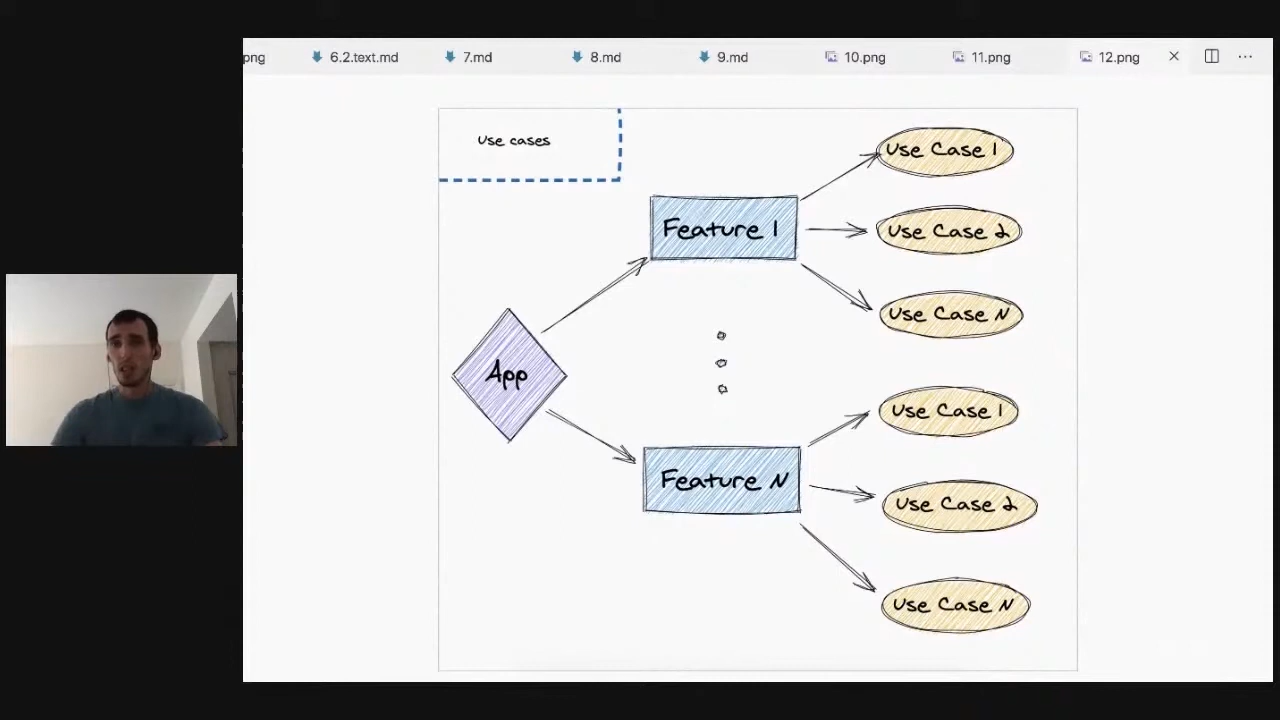 png 6.2.text.md 7.md 8.md 9.md 10.png 11.png 12.png
Use cases
Use Case 1
Feature 1
Use Case 2
Use Case N
App
Use Case 1
Feature N
Use Case 2
Use Case N